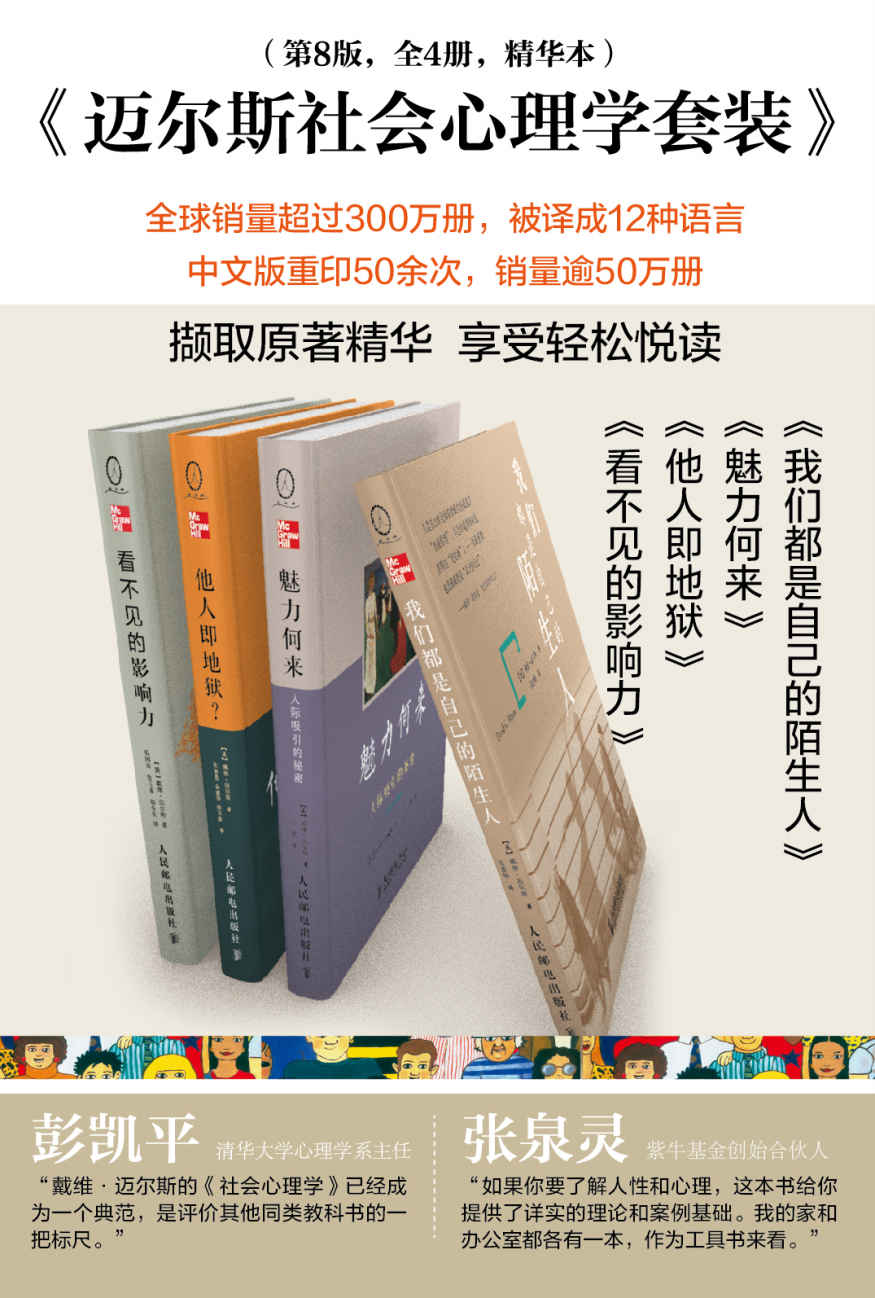 （第8版，全4册，精华本）
《迈尔斯社会心理学套装》
全球销量超过300万册，被译成12种语言
中文版重印50余次，销量逾50万册
撷取原著精华 享受轻松悦读
《我们都是自己的陌生人》
《魅力何来》
《他人即地狱》
《看不见的影响力》
Mc
Graw
Hill
看不见的影响力
人民邮电出版社
Mc
Graw
Hill
他人即地狱？
人民邮电出版社
Mc
Graw
Hill
魅力何来
人际吸引的秘密
人民邮电出版社
魅力何来
Mc
Graw
Hill
我们都是自己的陌生人
人民邮电出版社
我们都是自己的陌生人
彭凯平 清华大学心理学系主任
“戴维·迈尔斯的《社会心理学》已经成
为一个典范，是评价其他同类教科书的一
把标尺。”
张泉灵 紫牛基金创始合伙人
“如果你要了解人性和心理，这本书给你
提供了详实的理论和案例基础。我的家和
办公室都各有一本，作为工具书来看。”